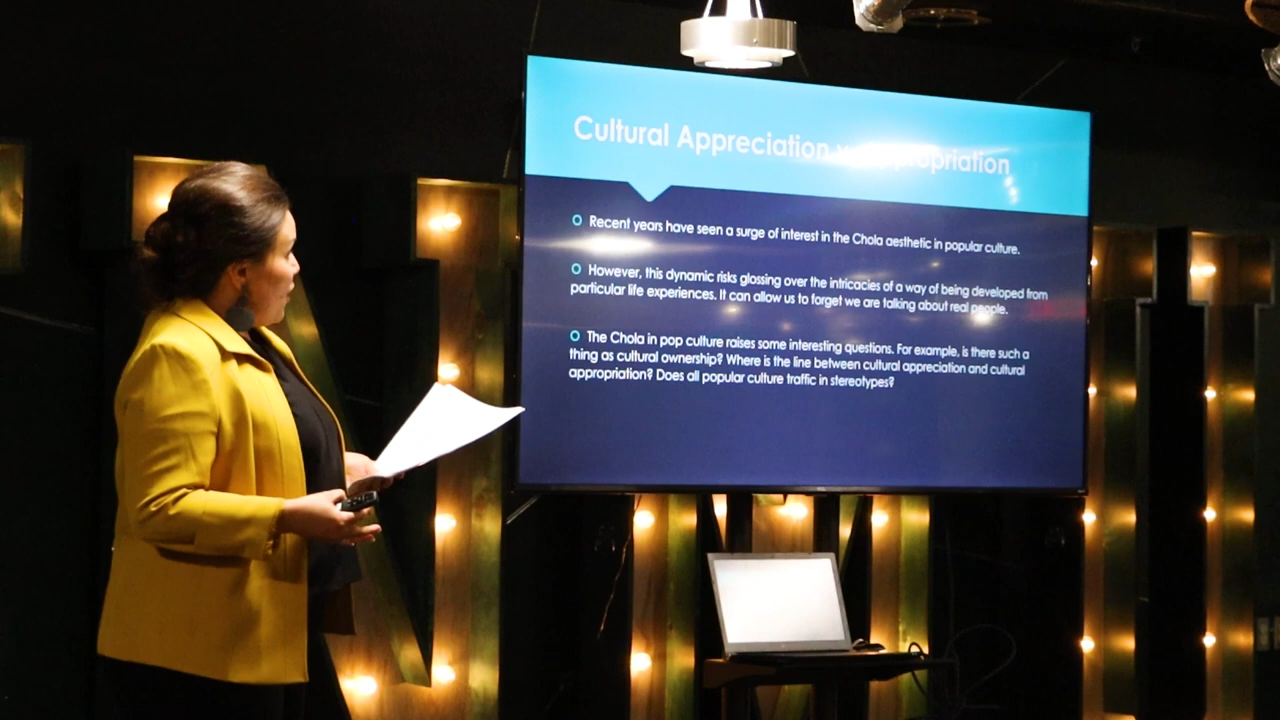 Cultural Appreciation v Appropriation
Recent years have seen a surge of interest in the Chola aesthetic in popular culture.
However, this dynamic risks glossing over the intricacies of a way of being developed from
particular life experiences. It can allow us to forget we are talking about real people.
The Chola in pop culture raises some interesting questions. For example, is there such a
thing as cultural ownership? Where is the line between cultural appreciation and cultural
appropriation? Does all popular culture traffic in stereotypes?